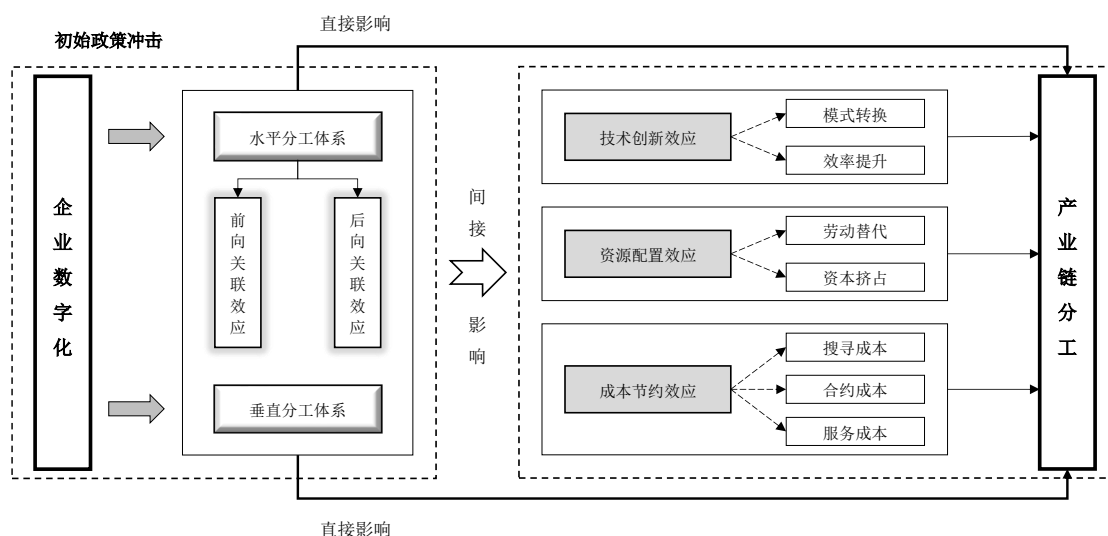 直接影响
初始政策冲击
企业数字化
水平分工体系
前向关联效应
后向关联效应
垂直分工体系
间接影响
技术创新效应
模式转换
效率提升
资源配置效应
劳动替代
资本挤占
成本节约效应
搜寻成本
合约成本
服务成本
产业链分工
直接影响